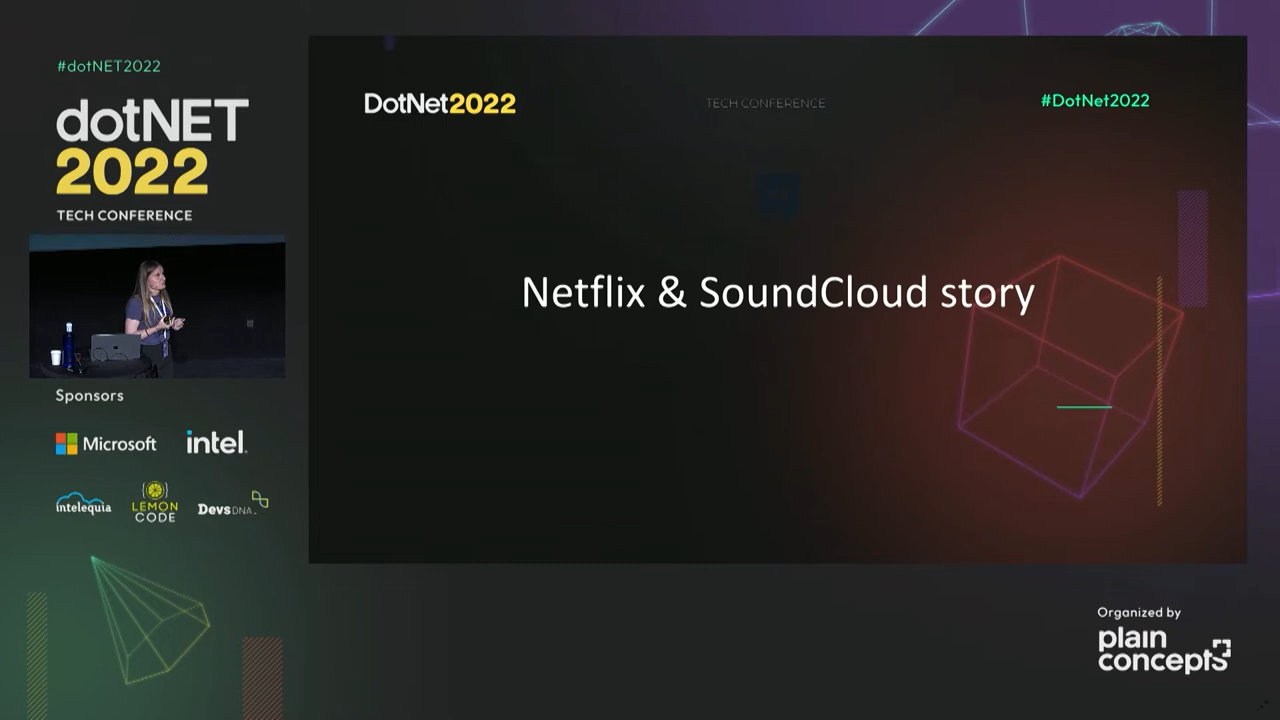 #dotNET2022
dotNET
2022
TECH CONFERENCE
Sponsors
Microsoft
intel.
intelequia
LEMON
CODE
DevsDNA.
DotNet2022
TECH CONFERENCE
#DotNet2022
Netflix & SoundCloud story
Organized by
plain
concepts